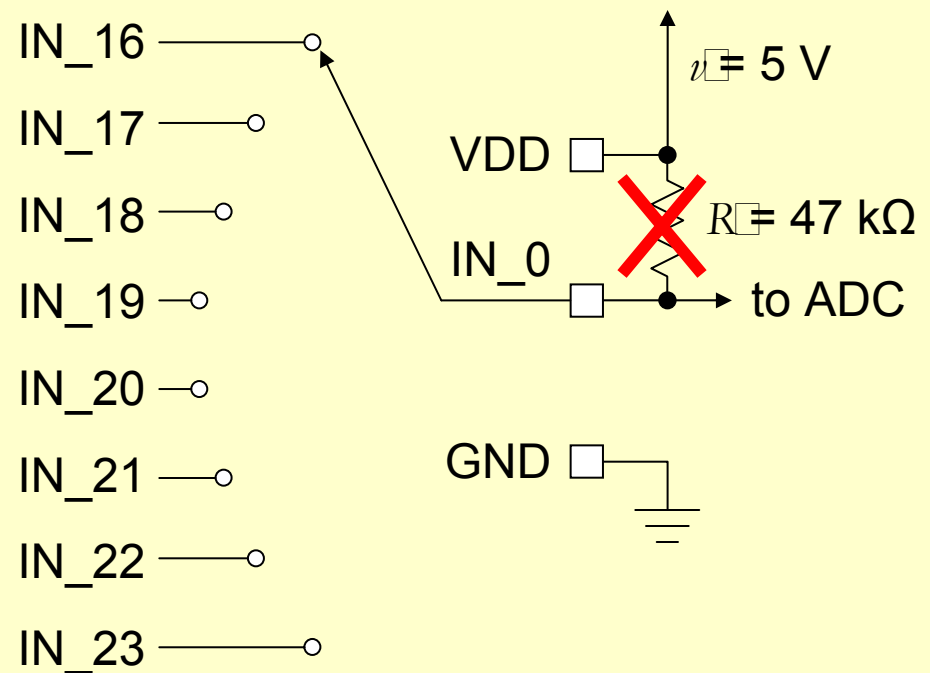 IN_16
IN_17
IN_18
IN_19
IN_20
IN_21
IN_22
IN_23
v = 5 V
VDD
R = 47 kΩ
IN_0
to ADC
GND